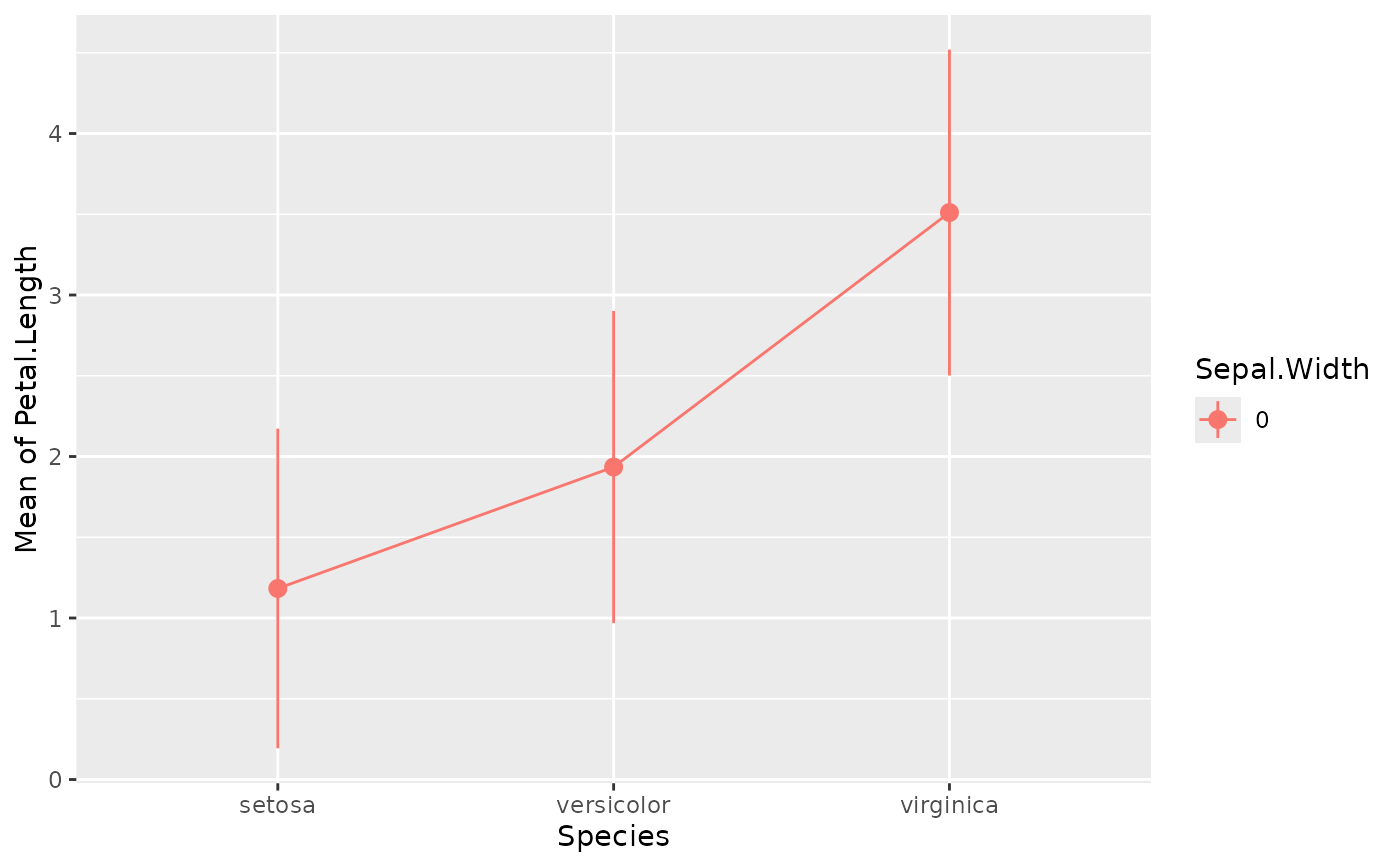 Mean of Petal.Length
4
3
2
1
0
setosa
versicolor
virginica
Species
Sepal.Width
0